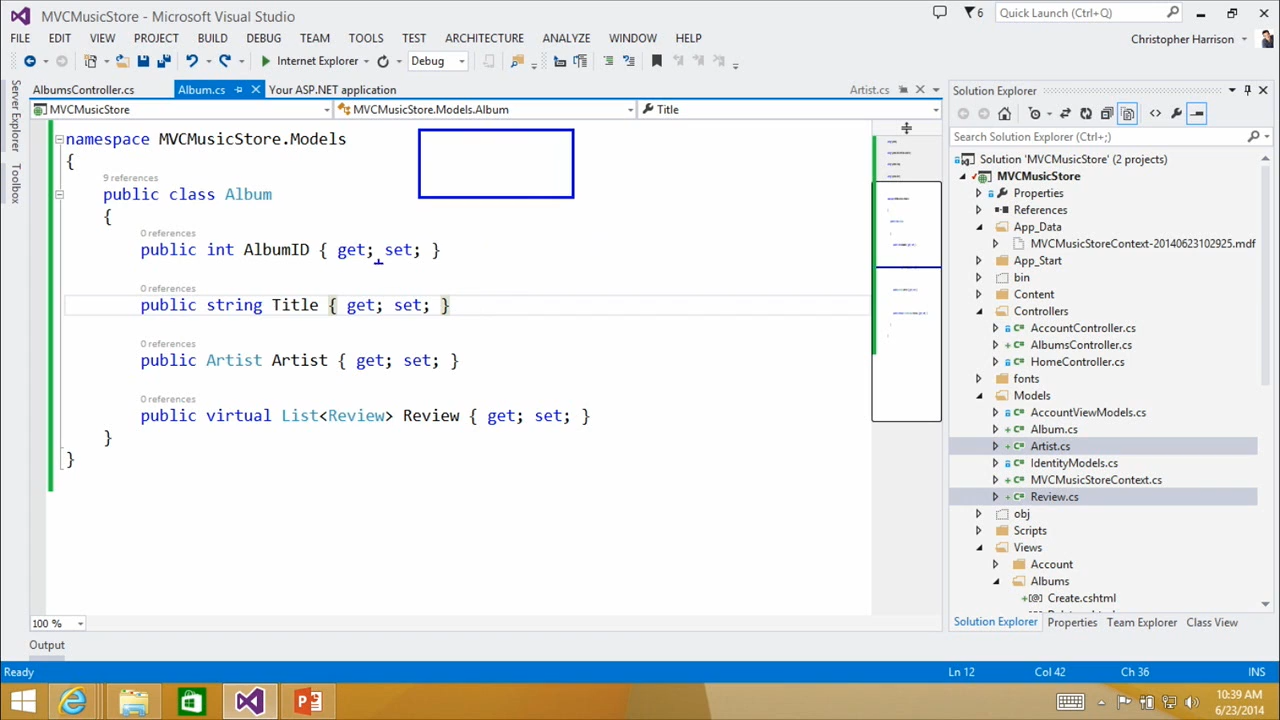 MVCMusicStore - Microsoft Visual Studio
6
Quick Launch (Ctrl+Q)
FILE EDIT VIEW PROJECT BUILD DEBUG TEAM TOOLS TEST ARCHITECTURE ANALYZE WINDOW HELP
Christopher Harrison
Internet Explorer
Debug
Server Explorer
Toolbox
AlbumsController.cs
Album.cs
Your ASP.NET application
Artist.cs
MVCMusicStore
MVCMusicStore.Models.Album
Title
namespace MVCMusicStore.Models
{
9 references
public class Album
{
0 references
public int AlbumID { get; set; }
0 references
public string Title { get; set; }
0 references
public Artist Artist { get; set; }
0 references
public virtual List<Review> Review { get; set; }
}
}
100 %
Output
Solution Explorer
Search Solution Explorer (Ctrl+;)
Solution 'MVCMusicStore' (2 projects)
MVCMusicStore
Properties
References
App_Data
MVCMusicStoreContext-20140623102925.mdf
App_Start
bin
Content
Controllers
AccountController.cs
AlbumsController.cs
HomeController.cs
fonts
Models
AccountViewModels.cs
Album.cs
Artist.cs
IdentityModels.cs
MVCMusicStoreContext.cs
Review.cs
obj
Scripts
Views
Account
Albums
Create.cshtml
Solution Explorer Properties Team Explorer Class View
Ready
Ln 12 Col 42 Ch 36 INS
10:39 AM
6/23/2014